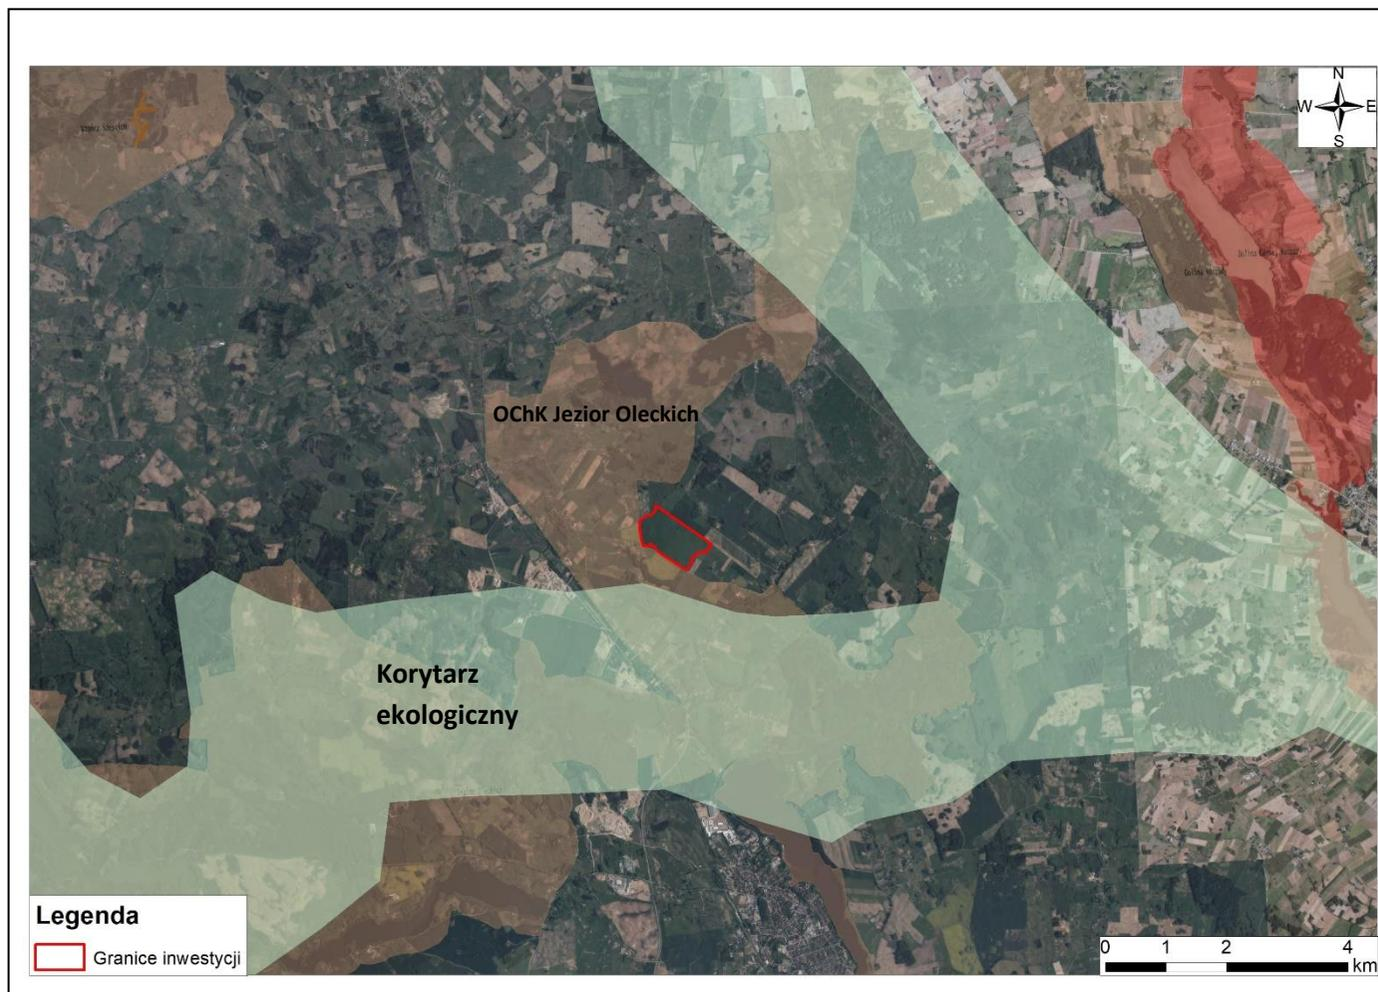 N
W E
S
OChK Jezior Oleckich
Korytarz
ekologiczny
Legenda
Granice inwestycji
0 1 2 4
km